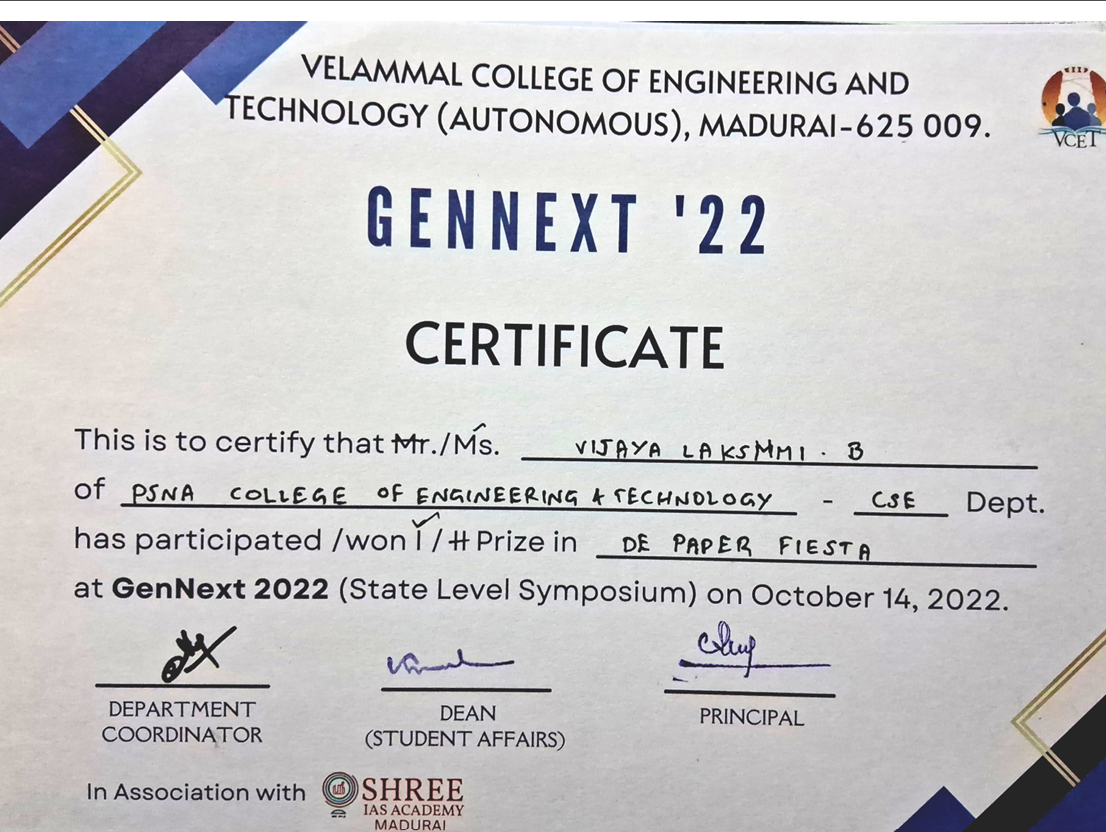 VELAMMAL COLLEGE OF ENGINEERING AND
TECHNOLOGY (AUTONOMOUS), MADURAI-625 009.
VCET
GENNEXT '22
CERTIFICATE
This is to certify that Mr./Ms. VIJAYA LAKSMMI . B
of PSNA COLLEGE OF ENGINEERING & TECHNOLOGY - CSE Dept.
has participated /won I / II Prize in DE PAPER FIESTA
at GenNext 2022 (State Level Symposium) on October 14, 2022.
DEPARTMENT
COORDINATOR
DEAN
(STUDENT AFFAIRS)
PRINCIPAL
In Association with SHREE
IAS ACADEMY
MADURAI